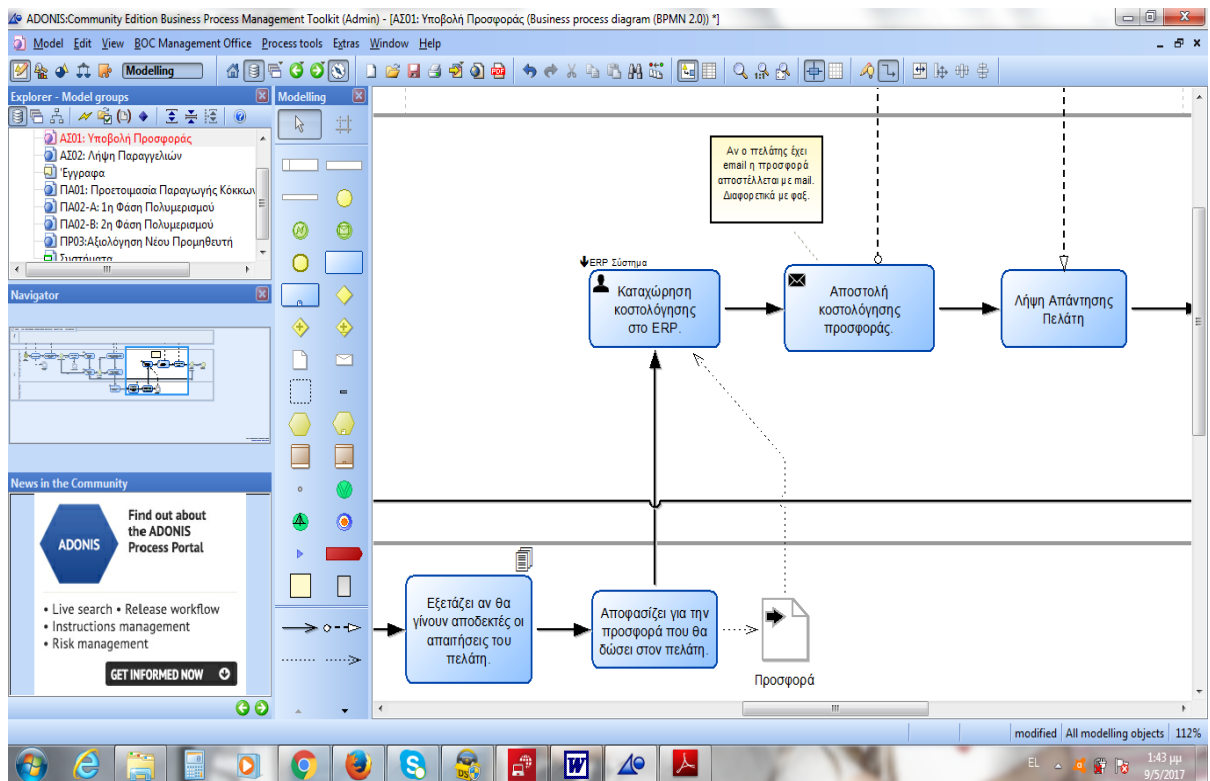 ADONIS:Community Edition Business Process Management Toolkit (Admin) - [ΑΣ01: Υποβολή Προσφοράς (Business process diagram (BPMN 2.0)) *]
Model Edit View BOC Management Office Process tools Extras Window Help
Modelling
Explorer - Model groups
ΑΣ01: Υποβολή Προσφοράς
ΑΣ02: Λήψη Παραγγελιών
Έγγραφα
ΠΑ01: Προετοιμασία Παραγωγής Κόκκων
ΠΑ02-Α: 1η Φάση Πολυμερισμού
ΠΑ02-Β: 2η Φάση Πολυμερισμού
ΠΡ03:Αξιολόγηση Νέου Προμηθευτή
Συστήματα
Navigator
News in the Community
ADONIS
Find out about
the ADONIS
Process Portal
• Live search • Release workflow
• Instructions management
• Risk management
GET INFORMED NOW
Modelling
Αν ο πελάτης έχει
email η προσφορά
αποστέλλεται με mail.
Διαφορετικά με φαξ.
ERP Σύστημα
Καταχώρηση
κοστολόγησης
στο ERP.
Αποστολή
κοστολόγησης
προσφοράς.
Λήψη Απάντησης
Πελάτη
Εξετάζει αν θα
γίνουν αποδεκτές οι
απαιτήσεις του
πελάτη.
Αποφασίζει για την
προσφορά που θα
δώσει στον πελάτη.
Προσφορά
modified All modelling objects 112%
EL 1:43 μμ
9/5/2017